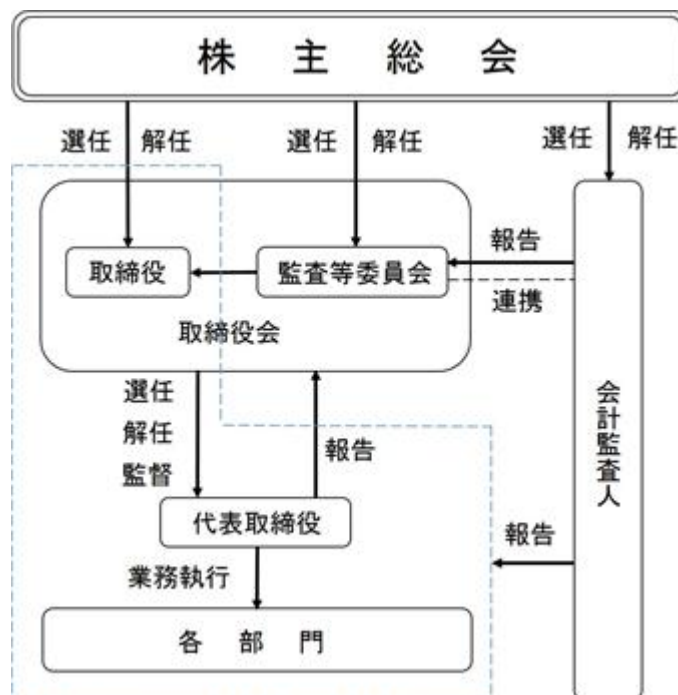 株主総会
選任 解任
選任 解任
選任 解任
報告
取締役
監査等委員会
連携
取締役会
会計監査人
選任
解任
監督
報告
代表取締役
報告
業務執行
各部門